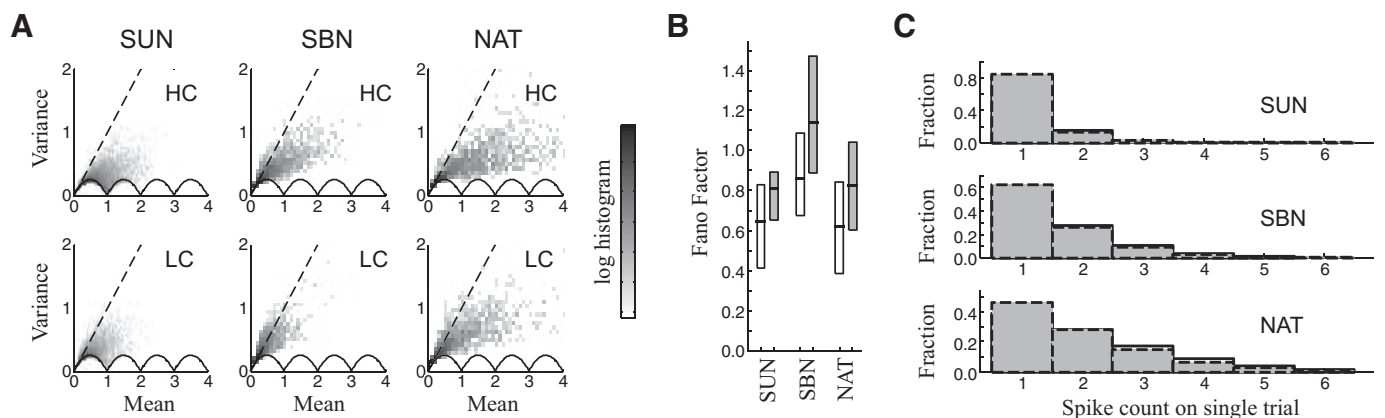 A
SUN SBN NAT
2 2 2
HC HC HC
Variance
1 1 1
0 0 0
0 1 2 3 4 0 1 2 3 4 0 1 2 3 4
2 2 2
LC LC LC
Variance
1 1 1
0 0 0
0 1 2 3 4 0 1 2 3 4 0 1 2 3 4
Mean Mean Mean
log histogram
B
Fano Factor
1.4
1.2
1.0
0.8
0.6
0.4
0.2
0.0
SUN SBN NAT
C
Fraction
0.8
0.4
0.0
SUN
1 2 3 4 5 6
Fraction
0.6
0.4
0.2
0.0
SBN
1 2 3 4 5 6
Fraction
0.4
0.2
0.0
NAT
1 2 3 4 5 6
Spike count on single trial